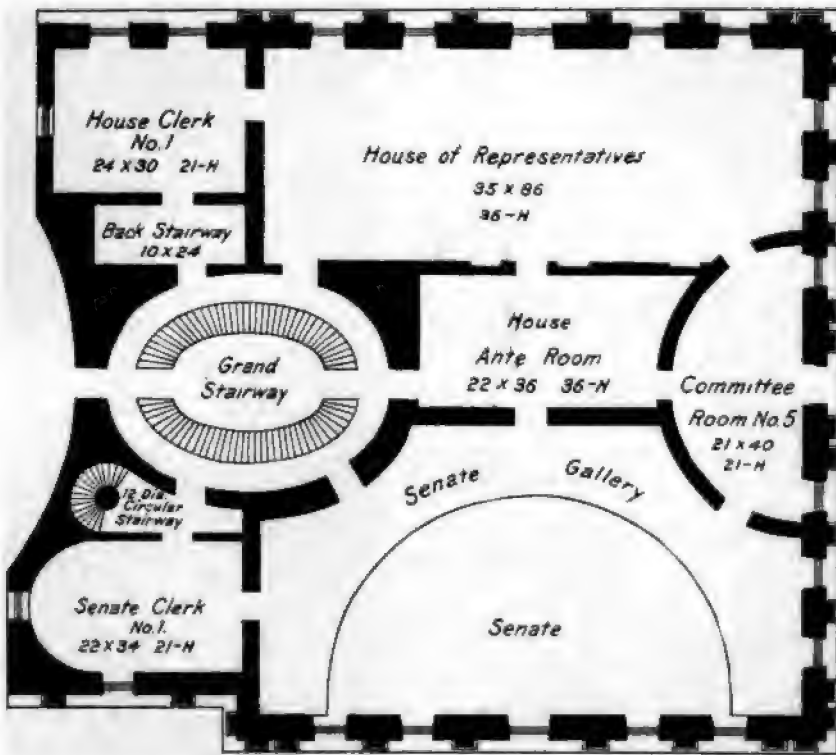 House Clerk
No.1
24 X 30 21-H
House of Representatives
35 X 86
36-H
Back Stairway
10 X 24
Grand
Stairway
House
Ante Room
22 X 36 36-H
Committee
Room No.5
21 X 40
21-H
12 Dia.
Circular
Stairway
Senate Gallery
Senate Clerk
No.1.
22 X 34 21-H
Senate